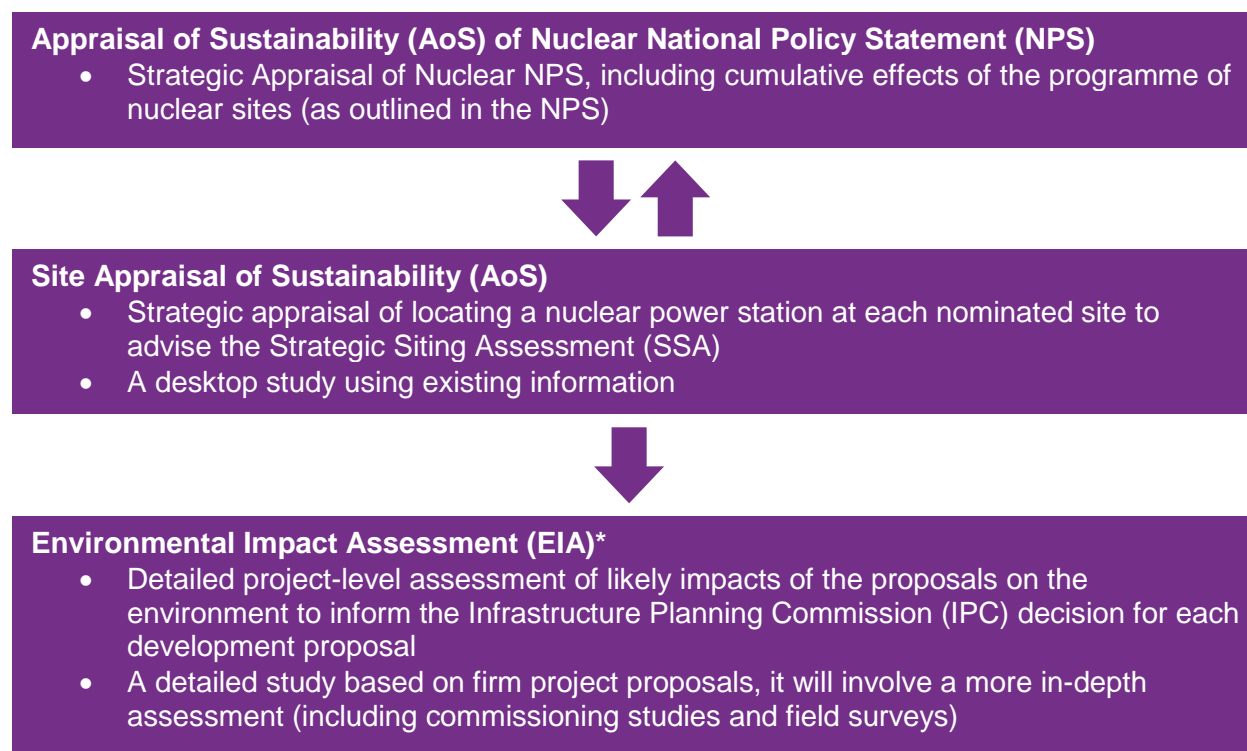 Appraisal of Sustainability (AoS) of Nuclear National Policy Statement (NPS)
• Strategic Appraisal of Nuclear NPS, including cumulative effects of the programme of
nuclear sites (as outlined in the NPS)
Site Appraisal of Sustainability (AoS)
• Strategic appraisal of locating a nuclear power station at each nominated site to
advise the Strategic Siting Assessment (SSA)
• A desktop study using existing information
Environmental Impact Assessment (EIA)*
• Detailed project-level assessment of likely impacts of the proposals on the
environment to inform the Infrastructure Planning Commission (IPC) decision for each
development proposal
• A detailed study based on firm project proposals, it will involve a more in-depth
assessment (including commissioning studies and field surveys)